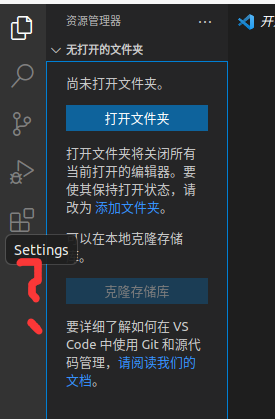 资源管理器
开
无打开的文件夹
尚未打开文件夹。
打开文件夹
打开文件夹将关闭所有
当前打开的编辑器。要
使其保持打开状态，请
改为 添加文件夹。
Settings
可以在本地克隆存储
库。
克隆存储库
要详细了解如何在 VS
Code 中使用 Git 和源代
码管理，请阅读我们的
文档。